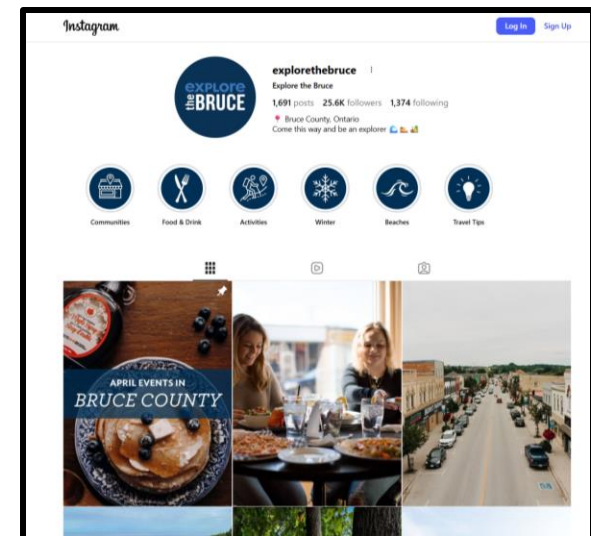 Instagram
Log In
Sign Up
explorethebruce
Explore the Bruce
1,691 posts 25.6K followers 1,374 following
Bruce County, Ontario
Come this way and be an explorer 🌊 🥾 🏕️
explore
the BRUCE
Communities
Food & Drink
Activities
Winter
Beaches
Travel Tips
APRIL EVENTS IN
BRUCE COUNTY